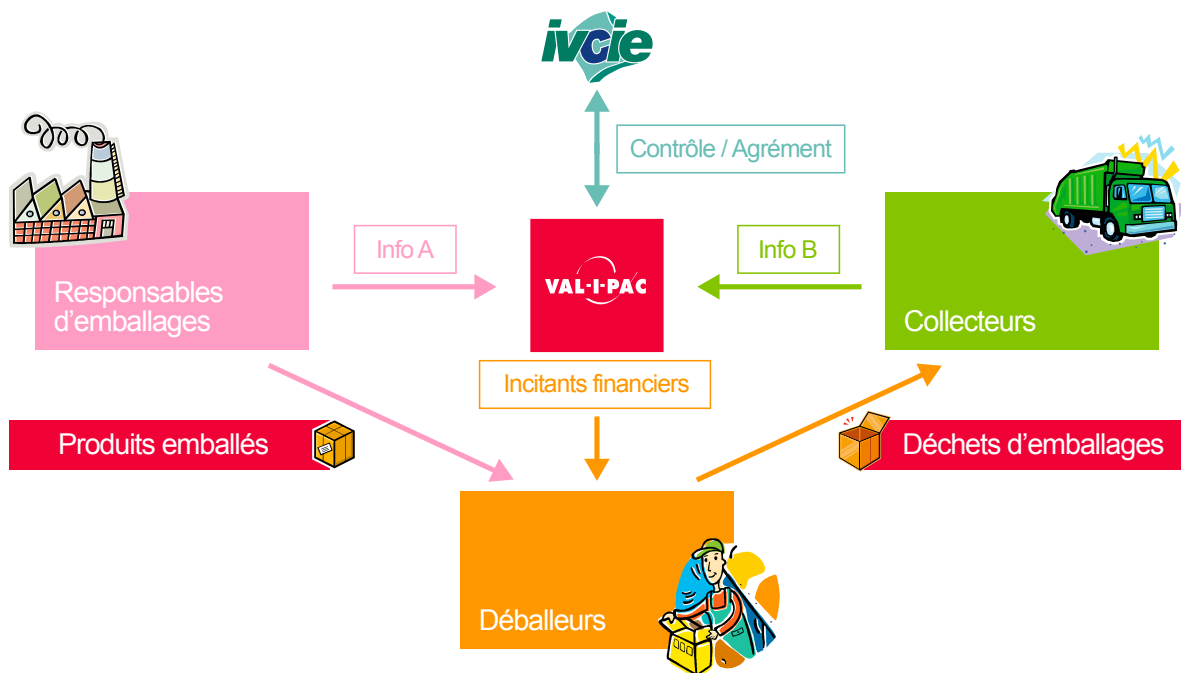 ivcie
Contrôle / Agrément
Info A
Info B
VAL-I-PAC
Responsables
d'emballages
Collecteurs
Incitants financiers
Produits emballés
Déchets d'emballages
Déballeurs